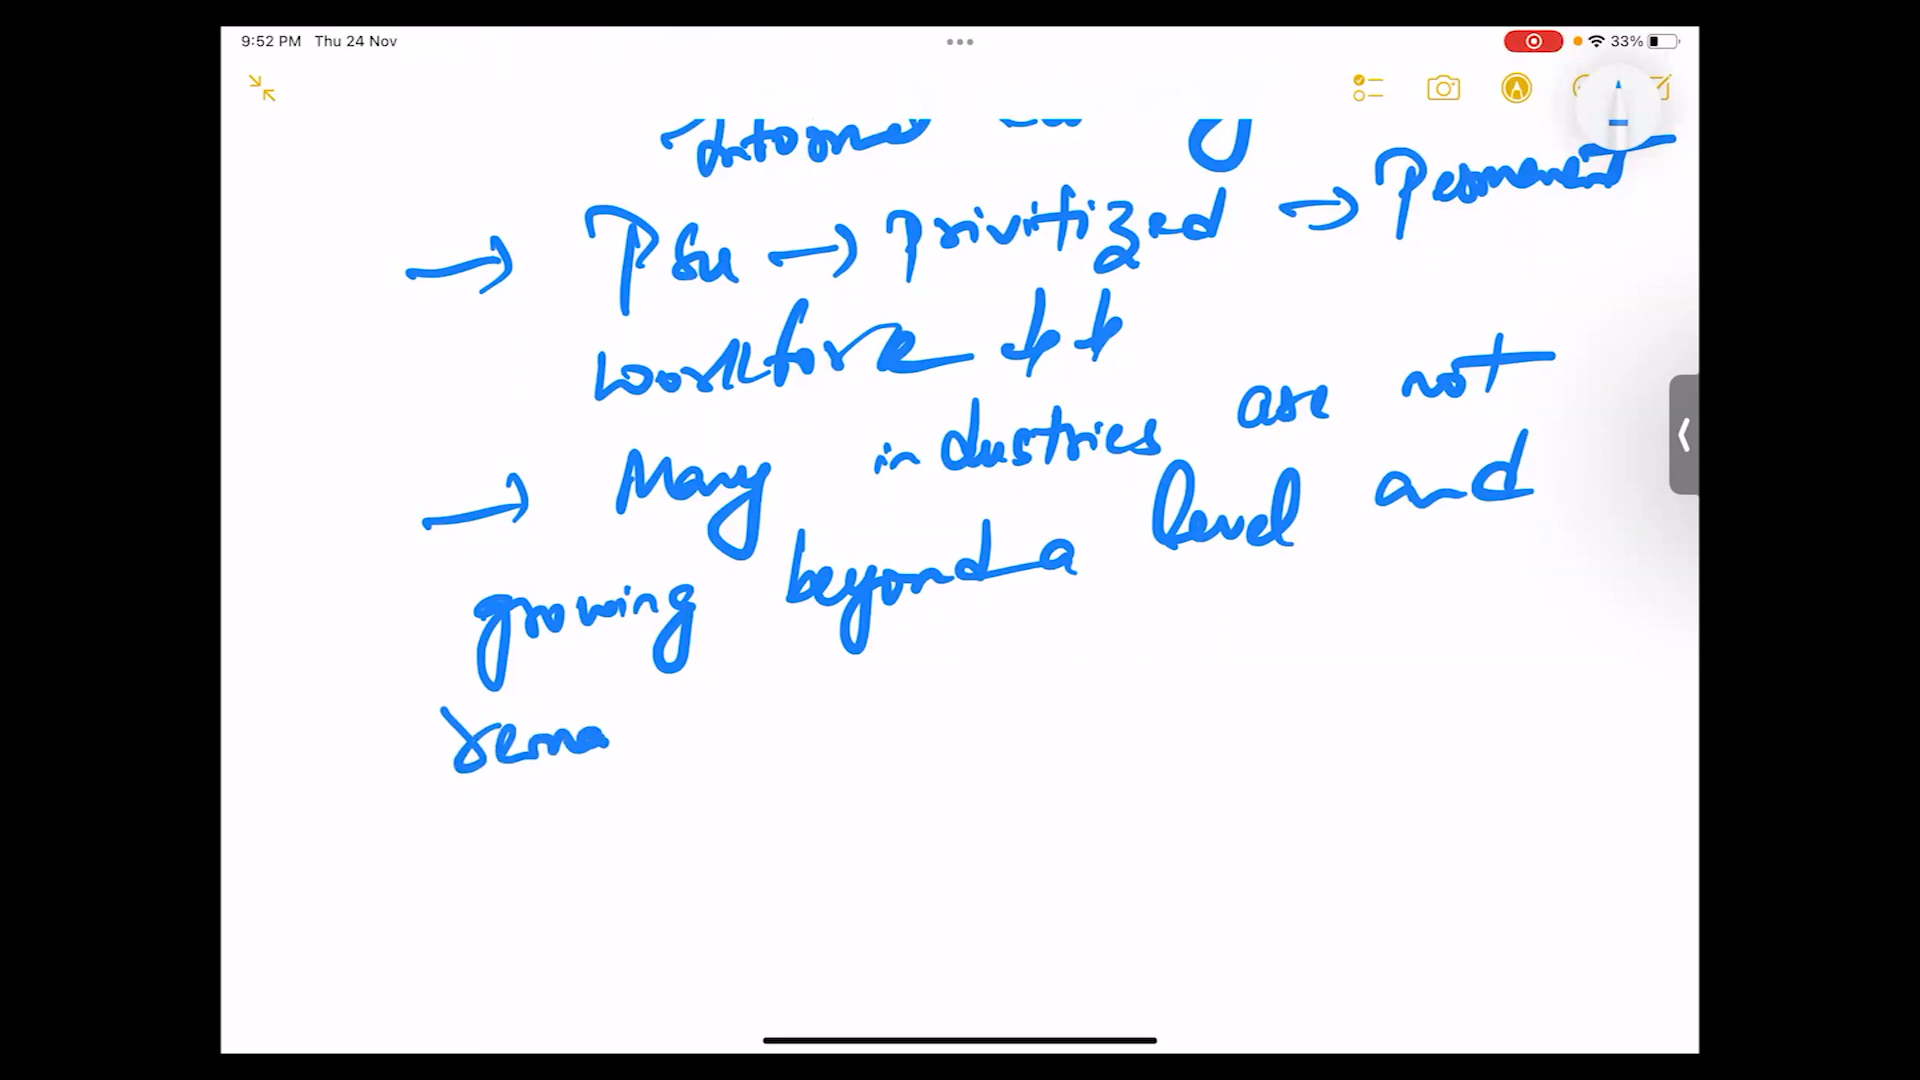 9:52 PM Thu 24 Nov
33%
→ PSU → Privitized → Permanent
workforce ↓↓
→ Many industries are not
growing beyond a level and
rema